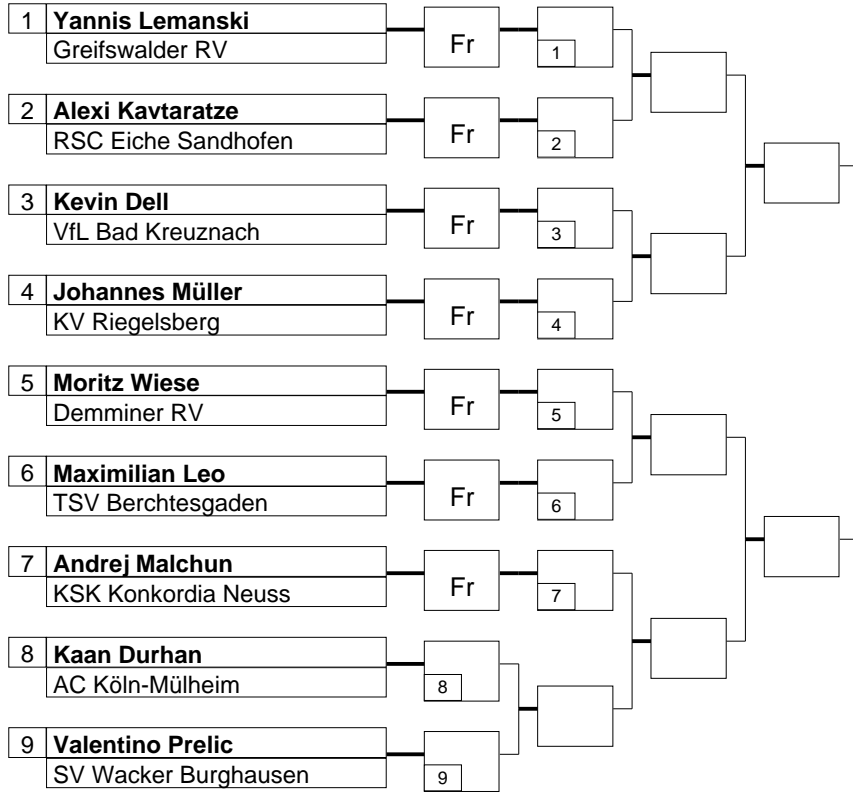 1 Yannis Lemanski
Greifswalder RV
Fr
1
2 Alexi Kavtaratze
RSC Eiche Sandhofen
Fr
2
3 Kevin Dell
VfL Bad Kreuznach
Fr
3
4 Johannes Müller
KV Riegelsberg
Fr
4
5 Moritz Wiese
Demminer RV
Fr
5
6 Maximilian Leo
TSV Berchtesgaden
Fr
6
7 Andrej Malchun
KSK Konkordia Neuss
Fr
7
8 Kaan Durhan
AC Köln-Mülheim
8
9 Valentino Prelic
SV Wacker Burghausen
9